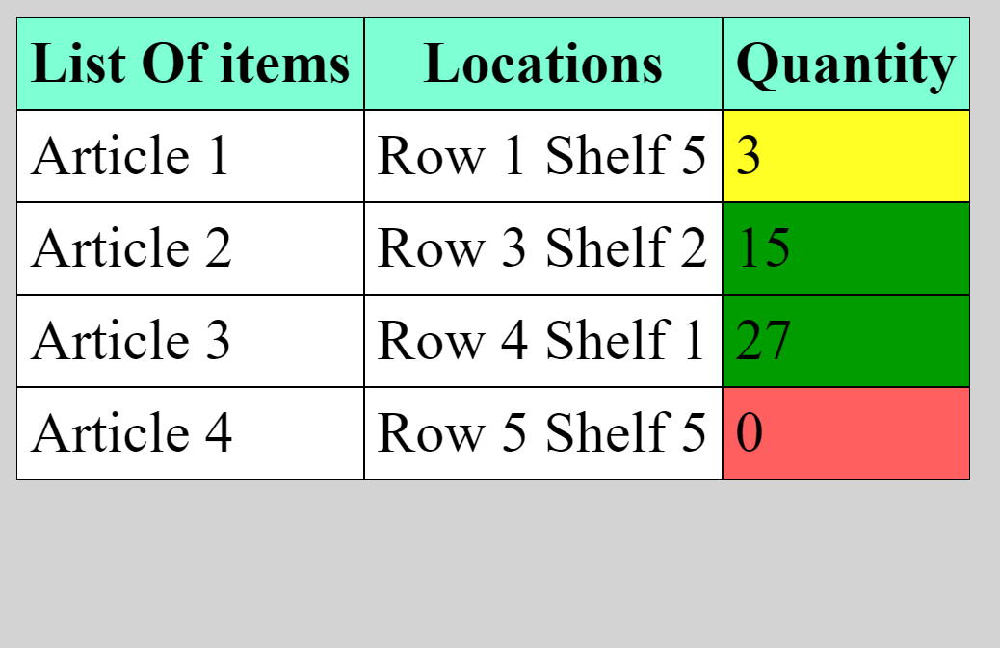 List Of items Locations Quantity
Article 1 Row 1 Shelf 5 3
Article 2 Row 3 Shelf 2 15
Article 3 Row 4 Shelf 1 27
Article 4 Row 5 Shelf 5 0